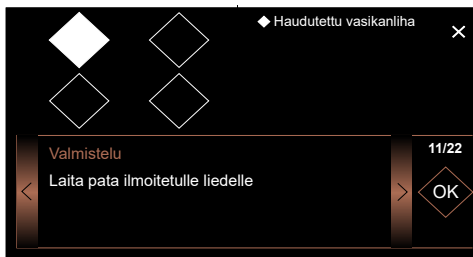 Haudutettu vasikanliha
Valmistelu
11/22
Laita pata ilmoitetulle liedelle
OK